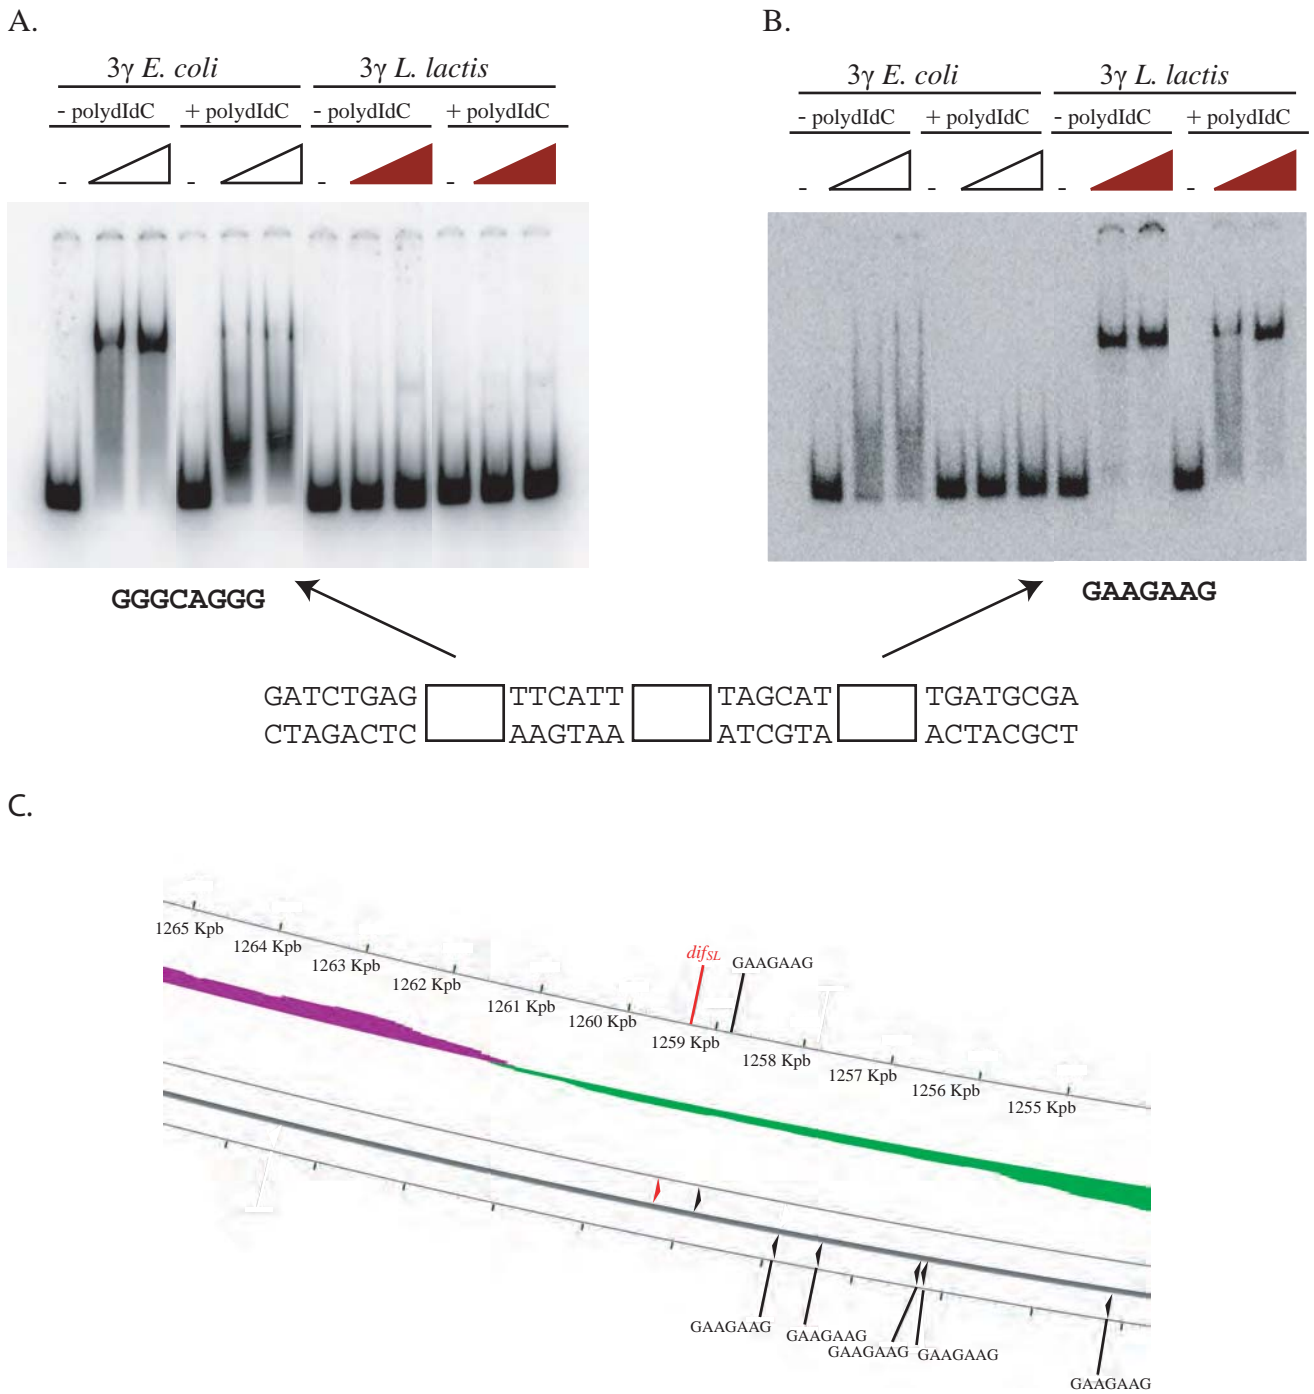 A.
3γ E. coli
3γ L. lactis
- polydIdC
+ polydIdC
- polydIdC
+ polydIdC
-
-
-
-
GGGCAGGG
B.
3γ E. coli
3γ L. lactis
- polydIdC
+ polydIdC
- polydIdC
+ polydIdC
-
-
-
-
GAAGAAG
GATCTGAG TTCATT TAGCAT TGATGCGA
CTAGACTC AAGTAA ATCGTA ACTACGCT
C.
1265 Kpb
1264 Kpb
1263 Kpb
1262 Kpb
1261 Kpb
1260 Kpb
1259 Kpb
1258 Kpb
1257 Kpb
1256 Kpb
1255 Kpb
difSL
GAAGAAG
GAAGAAG
GAAGAAG
GAAGAAG
GAAGAAG
GAAGAAG